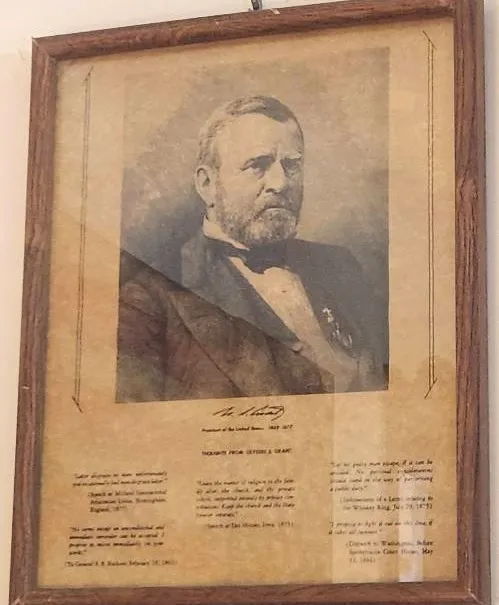 U. S. Grant
President of the United States 1869-1877
THOUGHTS FROM ULYSSES S. GRANT
"Labor disgraces no man; unfortunately
you occasionally find men disgrace labor."
(Speech at Midland International
Arbitration Union, Birmingham,
England, 1877)
"No terms except an unconditional and
immediate surrender can be accepted. I
propose to move immediately on your
works."
(To General S. B. Buckner, February 16, 1862)
"Leave the matter of religion to the fam-
ily altar, the church, and the private
school, supported entirely by private con-
tributions. Keep the church and the State
forever separate."
(Speech at Des Moines, Iowa, 1875)
"Let no guilty man escape, if it can be
avoided. No personal considerations
should stand in the way of performing
a public duty."
(Indorsement of a Letter relating to
the Whiskey Ring, July 29, 1875)
"I propose to fight it out on this line, if
it takes all summer."
(Dispatch to Washington, Before
Spottsylvania Court House, May
11, 1864)